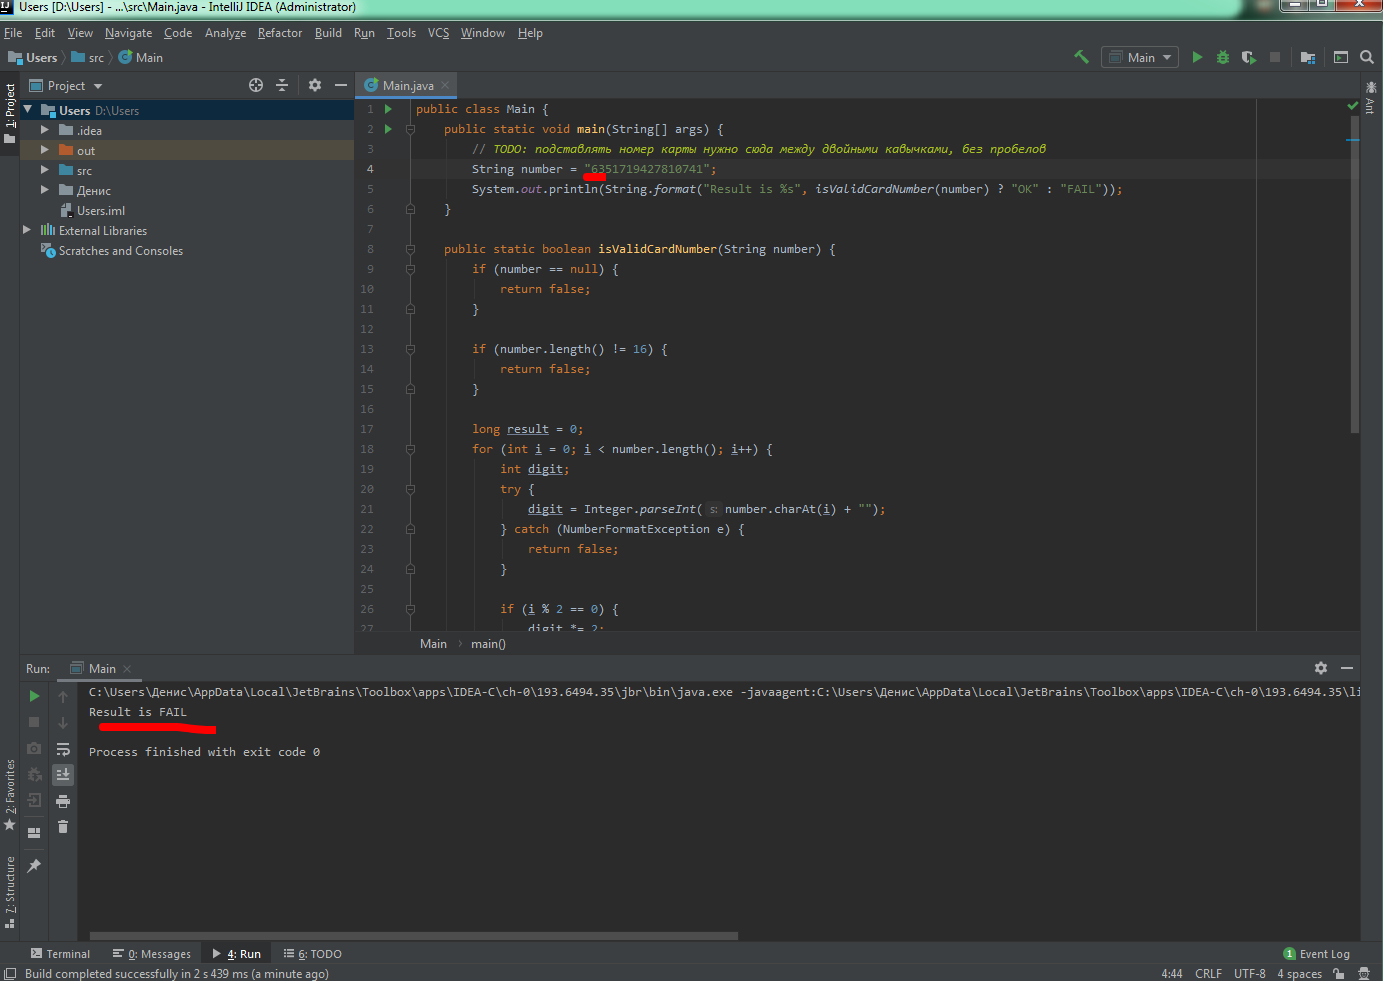 Users [D:\Users] - ...\src\Main.java - IntelliJ IDEA (Administrator)
File Edit View Navigate Code Analyze Refactor Build Run Tools VCS Window Help
Users src Main
Main
1: Project
Project
Main.java
Ant
Users D:\Users
.idea
out
src
Денис
Users.iml
External Libraries
Scratches and Consoles
1 public class Main {
2 public static void main(String[] args) {
3 // TODO: подставлять номер карты нужно сюда между двойными кавычками, без пробелов
4 String number = "6351719427810741";
5 System.out.println(String.format("Result is %s", isValidCardNumber(number) ? "OK" : "FAIL"));
6 }
7
8 public static boolean isValidCardNumber(String number) {
9 if (number == null) {
10 return false;
11 }
12
13 if (number.length() != 16) {
14 return false;
15 }
16
17 long result = 0;
18 for (int i = 0; i < number.length(); i++) {
19 int digit;
20 try {
21 digit = Integer.parseInt( s: number.charAt(i) + "");
22 } catch (NumberFormatException e) {
23 return false;
24 }
25
26 if (i % 2 == 0) {
27 digit *= 2;
Main main()
Run: Main
C:\Users\Денис\AppData\Local\JetBrains\Toolbox\apps\IDEA-C\ch-0\193.6494.35\jbr\bin\java.exe -javaagent:C:\Users\Денис\AppData\Local\JetBrains\Toolbox\apps\IDEA-C\ch-0\193.6494.35\li
Result is FAIL
Process finished with exit code 0
2: Favorites
7: Structure
Terminal 0: Messages 4: Run 6: TODO
1 Event Log
Build completed successfully in 2 s 439 ms (a minute ago)
4:44 CRLF UTF-8 4 spaces